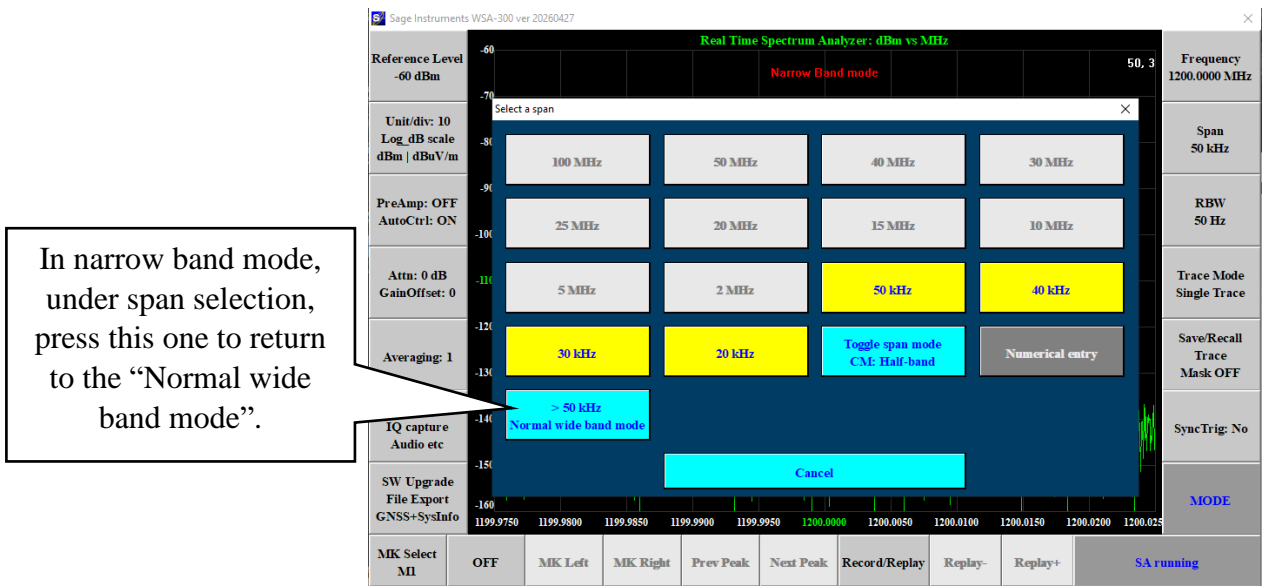 Sage Instruments WSA-300 ver 20260427
Real Time Spectrum Analyzer: dBm vs MHz
Narrow Band mode
50, 3
Reference Level
-60 dBm
Unit/div: 10
Log_dB scale
dBm | dBuV/m
PreAmp: OFF
AutoCtrl: ON
Attn: 0 dB
GainOffset: 0
Averaging: 1
IQ capture
Audio etc
SW Upgrade
File Export
GNSS+SysInfo
-60
-70
-80
-90
-100
-110
-120
-130
-140
-150
-160
Select a span
100 MHz
50 MHz
40 MHz
30 MHz
25 MHz
20 MHz
15 MHz
10 MHz
5 MHz
2 MHz
50 kHz
40 kHz
30 kHz
20 kHz
Toggle span mode
CM: Half-band
Numerical entry
> 50 kHz
Normal wide band mode
Cancel
In narrow band mode,
under span selection,
press this one to return
to the “Normal wide
band mode”.
Frequency
1200.0000 MHz
Span
50 kHz
RBW
50 Hz
Trace Mode
Single Trace
Save/Recall
Trace
Mask OFF
SyncTrig: No
MODE
1199.9750 1199.9800 1199.9850 1199.9900 1199.9950 1200.0000 1200.0050 1200.0100 1200.0150 1200.0200 1200.025
MK Select
M1
OFF
MK Left
MK Right
Prev Peak
Next Peak
Record/Replay
Replay-
Replay+
SA running